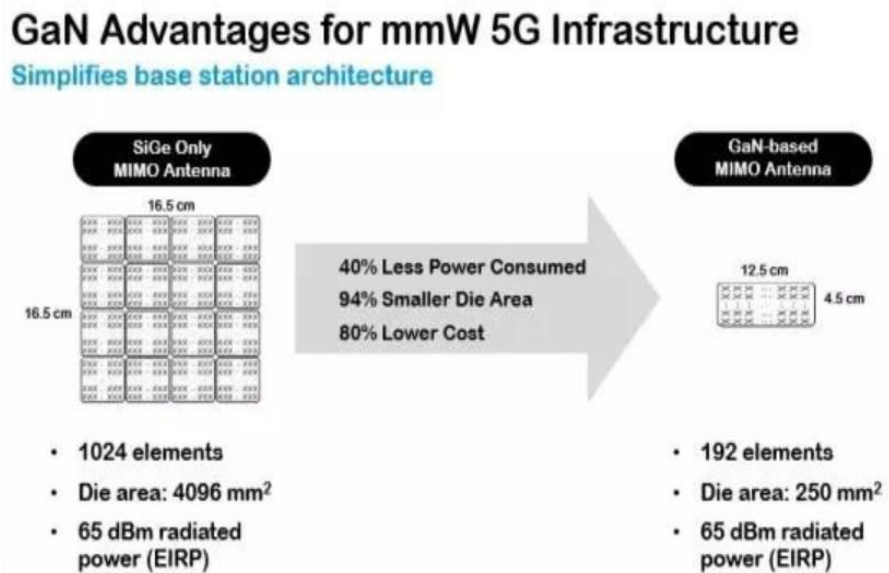 GaN Advantages for mmW 5G Infrastructure
Simplifies base station architecture
SiGe Only
MIMO Antenna
16.5 cm
16.5 cm
40% Less Power Consumed
94% Smaller Die Area
80% Lower Cost
GaN-based
MIMO Antenna
12.5 cm
4.5 cm
• 1024 elements
• Die area: 4096 mm²
• 65 dBm radiated
power (EIRP)
• 192 elements
• Die area: 250 mm²
• 65 dBm radiated
power (EIRP)